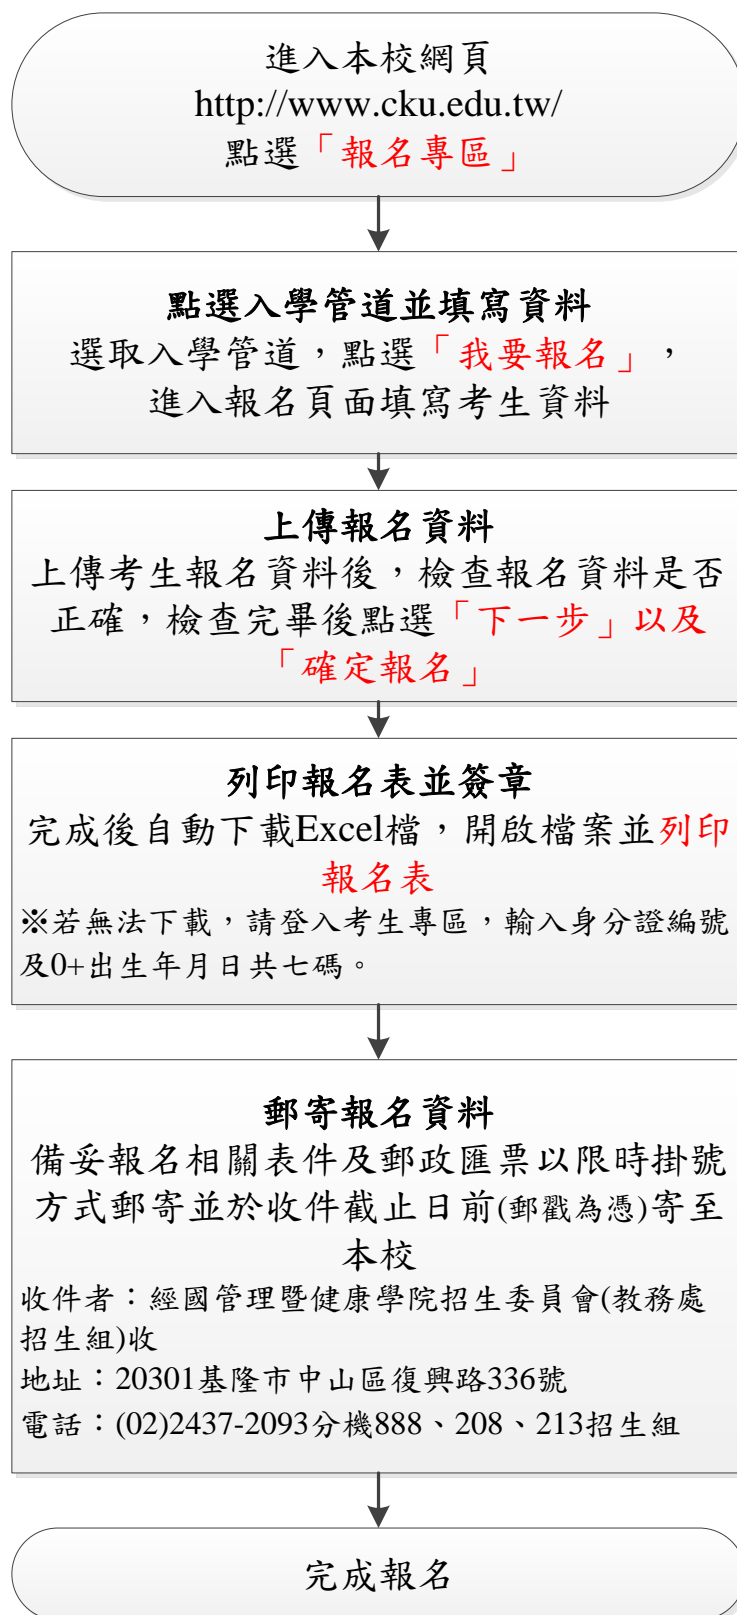 進入本校網頁
http://www.cku.edu.tw/
點選「報名專區」
點選入學管道並填寫資料
選取入學管道，點選「我要報名」，
進入報名頁面填寫考生資料
上傳報名資料
上傳考生報名資料後，檢查報名資料是否
正確，檢查完畢後點選「下一步」以及
「確定報名」
列印報名表並簽章
完成後自動下載Excel檔，開啟檔案並列印
報名表
※若無法下載，請登入考生專區，輸入身分證編號
及0+出生年月日共七碼。
郵寄報名資料
備妥報名相關表件及郵政匯票以限時掛號
方式郵寄並於收件截止日前(郵戳為憑)寄至
本校
收件者：經國管理暨健康學院招生委員會(教務處
招生組)收
地址：20301基隆市中山區復興路336號
電話：(02)2437-2093分機888、208、213招生組
完成報名